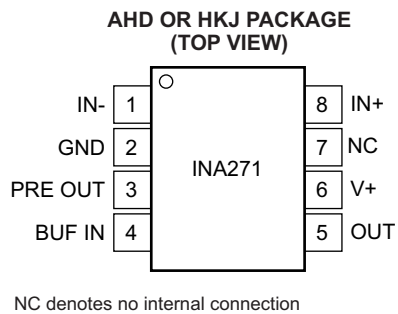 AHD OR HKJ PACKAGE
(TOP VIEW)
IN- 1 8 IN+
GND 2 7 NC
INA271
PRE OUT 3 6 V+
BUF IN 4 5 OUT
NC denotes no internal connection